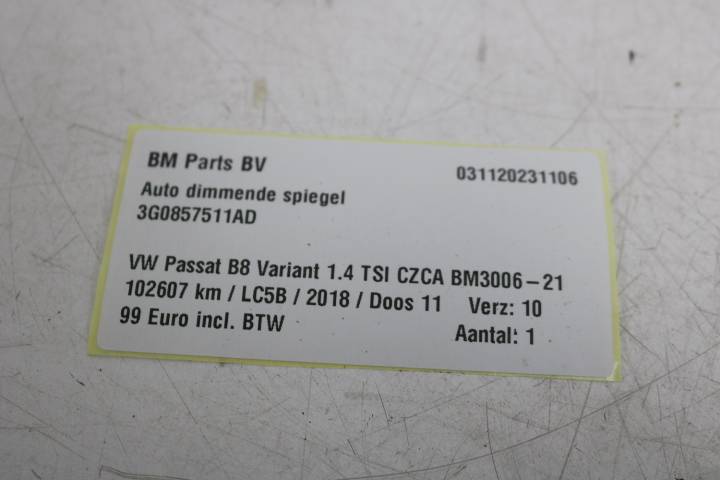 BM Parts BV 031120231106
Auto dimmende spiegel
3G0857511AD
VW Passat B8 Variant 1.4 TSI CZCA BM3006-21
102607 km / LC5B / 2018 / Doos 11 Verz: 10
99 Euro incl. BTW Aantal: 1